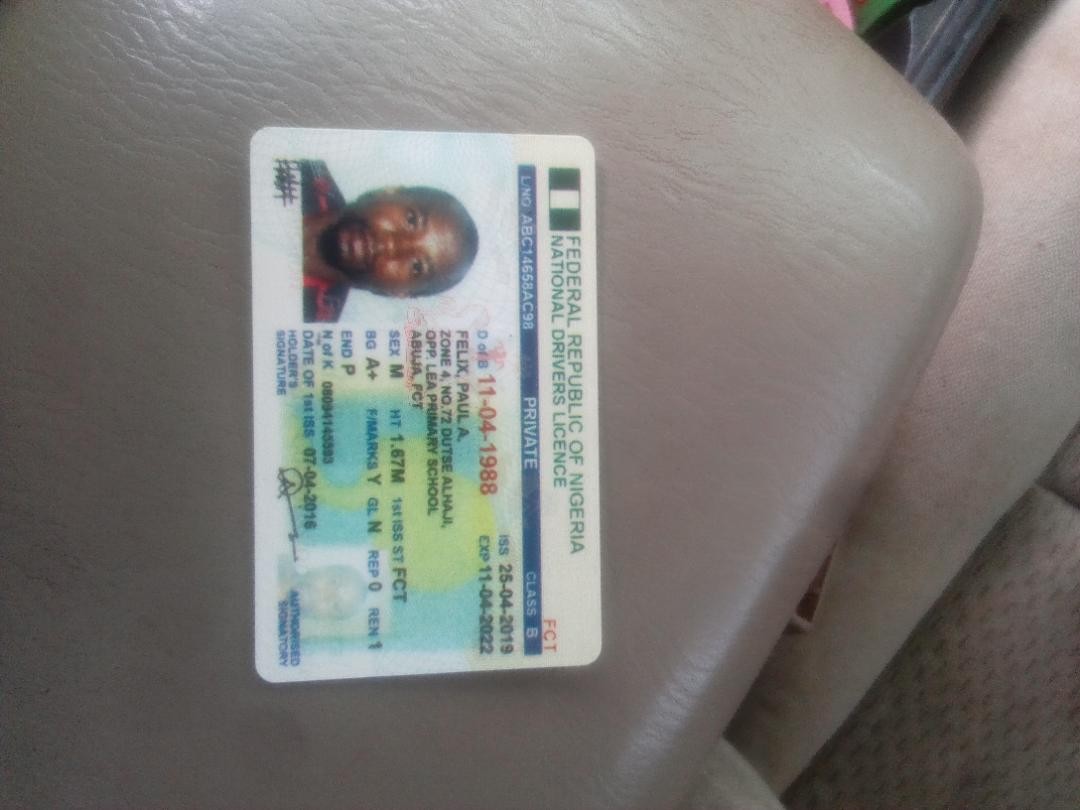 FEDERAL REPUBLIC OF NIGERIA
NATIONAL DRIVERS LICENCE
FCT
L/NO ABC14658AC98 PRIVATE CLASS B
D of B 11-04-1988
ISS 25-04-2019
EXP 11-04-2022
FELIX, PAUL A.
ZONE 4, NO.72 DUTSE ALHAJI,
OPP. LEA PRIMARY SCHOOL
ABUJA, FCT
SEX M HT 1.67M 1st ISS ST FCT
BG A+ F/MARKS Y GL N REP 0 REN 1
END P
N of K
DATE OF 1st ISS 07-04-2016
HOLDER'S
SIGNATURE
AUTHORISED
SIGNATORY